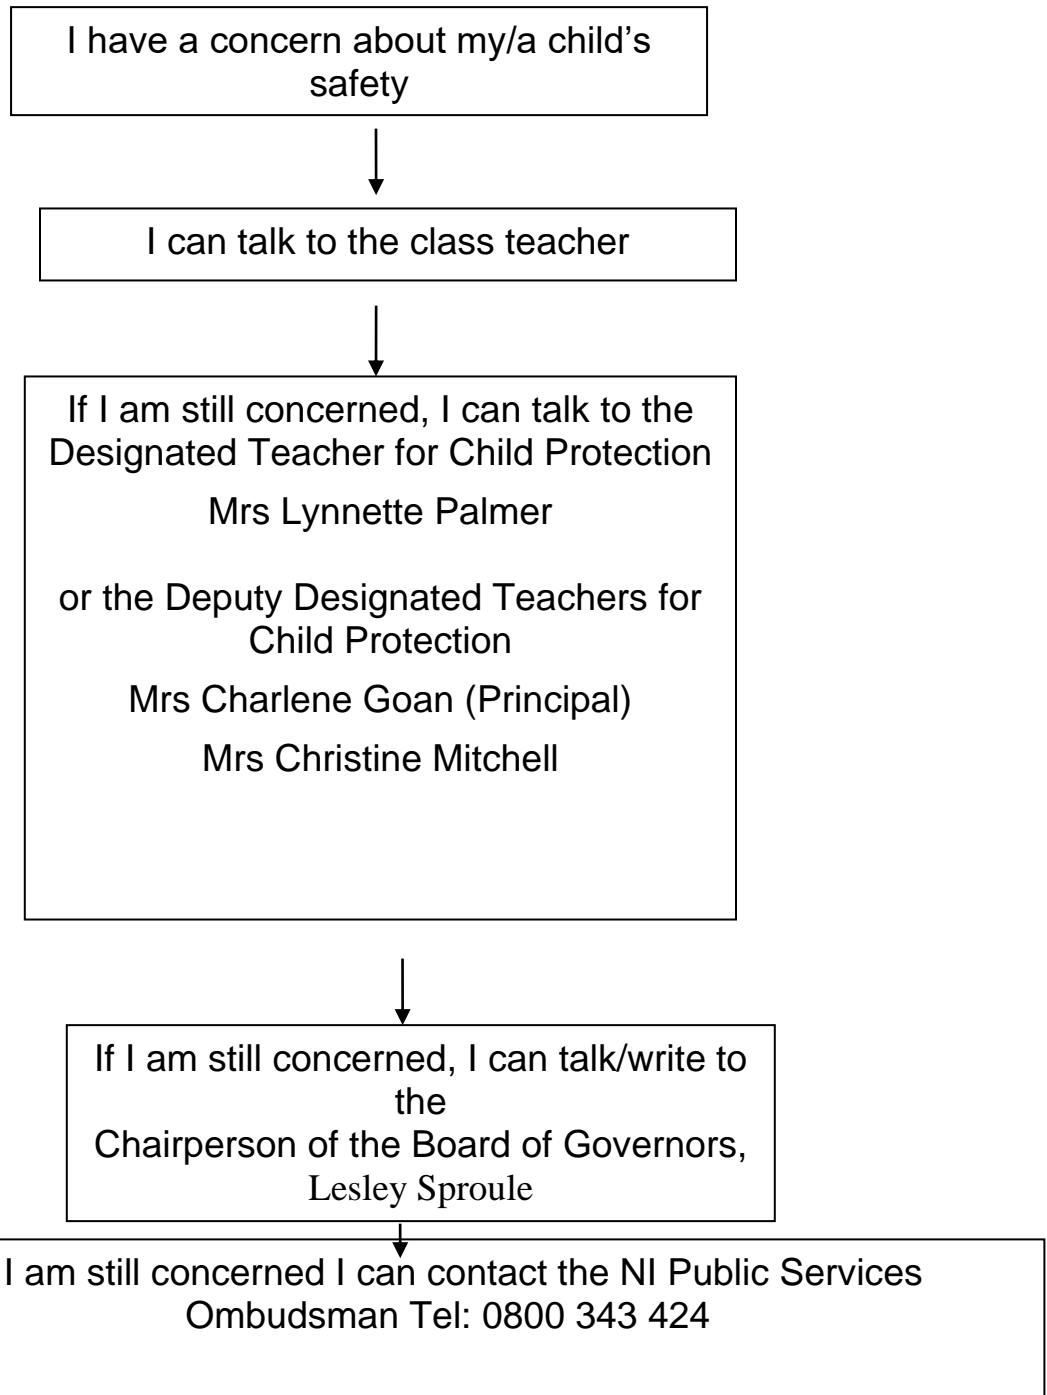 I have a concern about my/a child’s
safety
I can talk to the class teacher
If I am still concerned, I can talk to the
Designated Teacher for Child Protection
Mrs Lynnette Palmer
or the Deputy Designated Teachers for
Child Protection
Mrs Charlene Goan (Principal)
Mrs Christine Mitchell
If I am still concerned, I can talk/write to
the
Chairperson of the Board of Governors,
Lesley Sproule
I am still concerned I can contact the NI Public Services
Ombudsman Tel: 0800 343 424